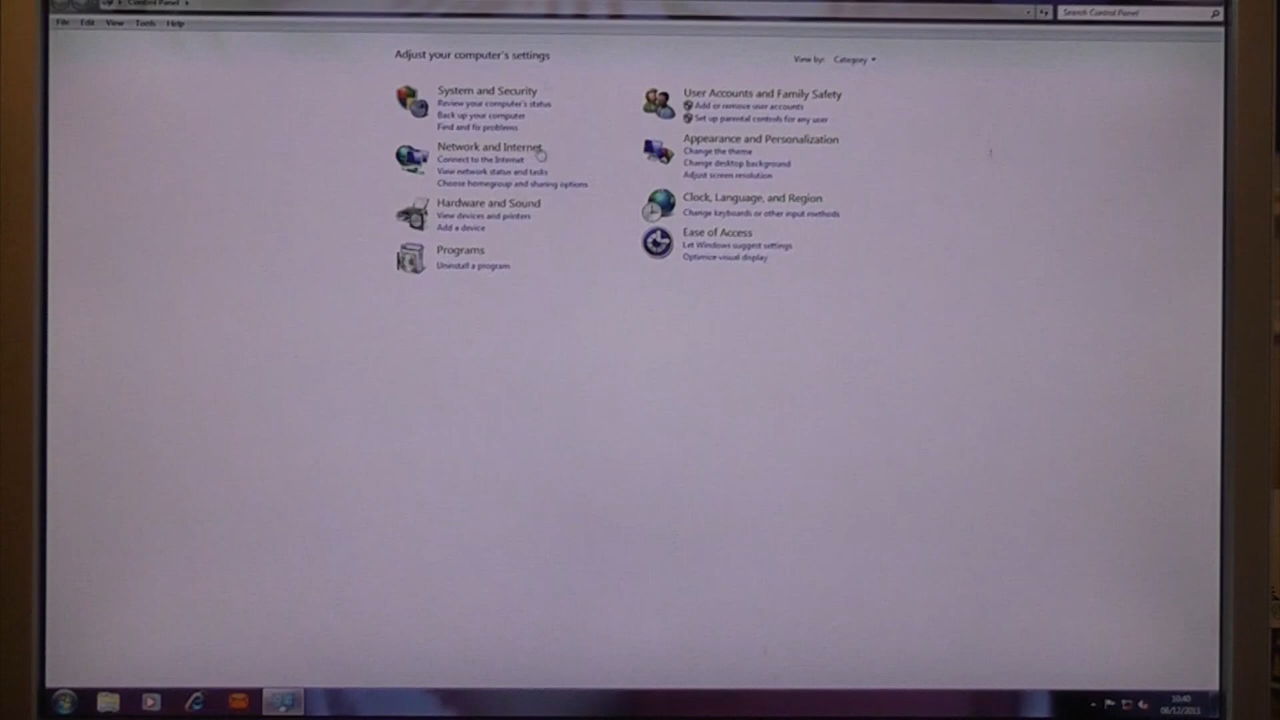 Control Panel
Search Control Panel
File Edit View Tools Help
Adjust your computer's settings
View by: Category
System and Security
Review your computer's status
Back up your computer
Find and fix problems
Network and Internet
Connect to the Internet
View network status and tasks
Choose homegroup and sharing options
Hardware and Sound
View devices and printers
Add a device
Programs
Uninstall a program
User Accounts and Family Safety
Add or remove user accounts
Set up parental controls for any user
Appearance and Personalization
Change the theme
Change desktop background
Adjust screen resolution
Clock, Language, and Region
Change keyboards or other input methods
Ease of Access
Let Windows suggest settings
Optimize visual display
10:40
06/12/2011